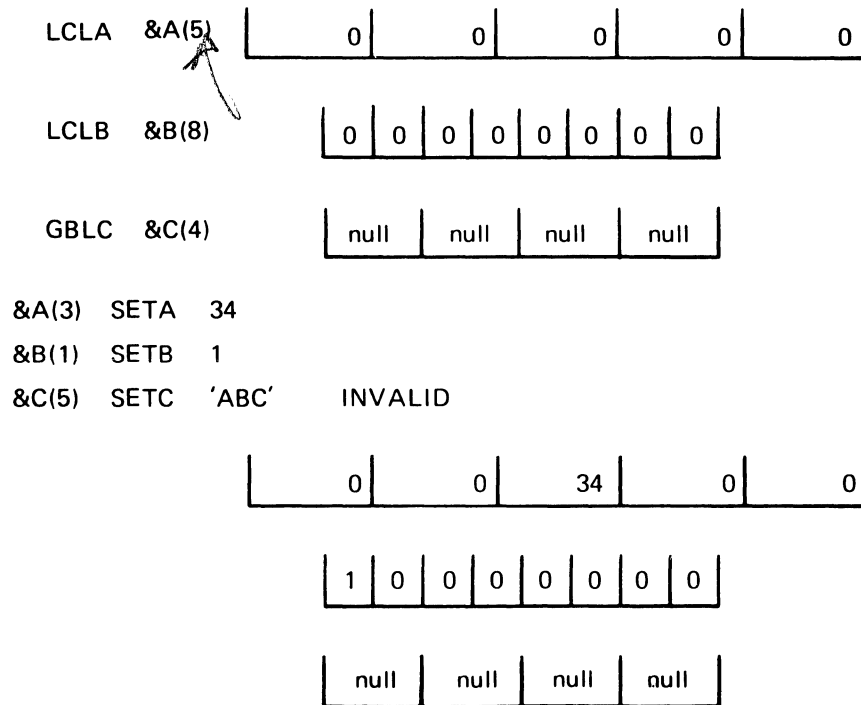 LCLA &A(5) 0 0 0 0 0
LCLB &B(8) 0 0 0 0 0 0 0 0
GBLC &C(4) null null null null
&A(3) SETA 34
&B(1) SETB 1
&C(5) SETC 'ABC' INVALID
0 0 34 0 0
1 0 0 0 0 0 0 0
null null null null